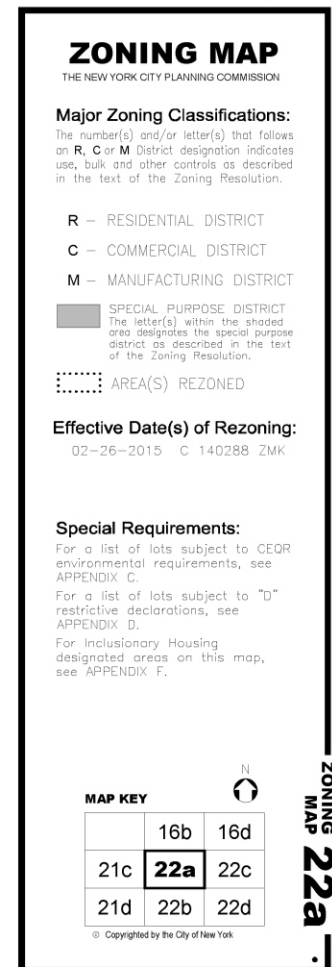 ZONING MAP
THE NEW YORK CITY PLANNING COMMISSION
Major Zoning Classifications:
The number(s) and/or letter(s) that follows
an R, C or M District designation indicates
use, bulk and other controls as described
in the text of the Zoning Resolution.
R – RESIDENTIAL DISTRICT
C – COMMERCIAL DISTRICT
M – MANUFACTURING DISTRICT
SPECIAL PURPOSE DISTRICT
The letter(s) within the shaded
area designates the special purpose
district as described in the text
of the Zoning Resolution.
AREA(S) REZONED
Effective Date(s) of Rezoning:
02-26-2015 C 140288 ZMK
Special Requirements:
For a list of lots subject to CEQR
environmental requirements, see
APPENDIX C.
For a list of lots subject to "D"
restrictive declarations, see
APPENDIX D.
For Inclusionary Housing
designated areas on this map,
see APPENDIX F.
MAP KEY
N
16b 16d
21c 22a 22c
21d 22b 22d
© Copyrighted by the City of New York
ZONING
MAP 22a